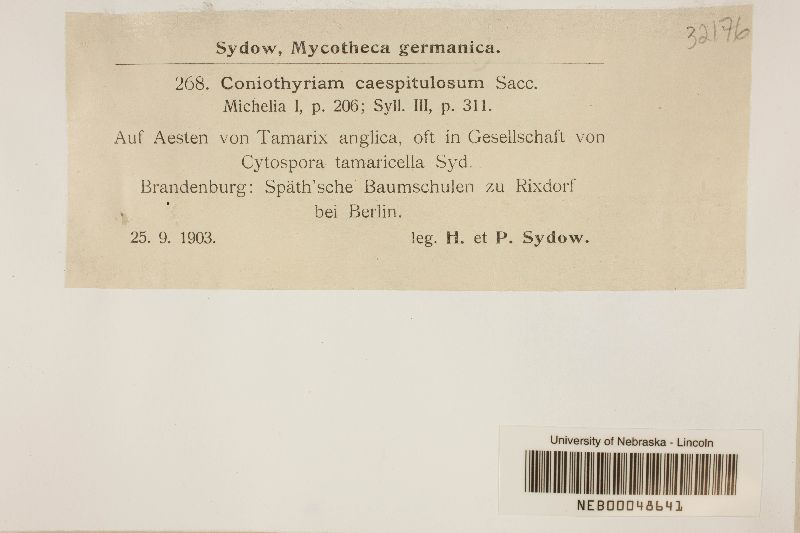 32176
Sydow, Mycotheca germanica.
268. Coniothyriam caespitulosum Sacc.
Michelia I, p. 206; Syll. III, p. 311.
Auf Aesten von Tamarix anglica, oft in Gesellschaft von
Cytospora tamaricella Syd.
Brandenburg: Späth'sche Baumschulen zu Rixdorf
bei Berlin.
25. 9. 1903. leg. H. et P. Sydow.
University of Nebraska - Lincoln
NEB00048641